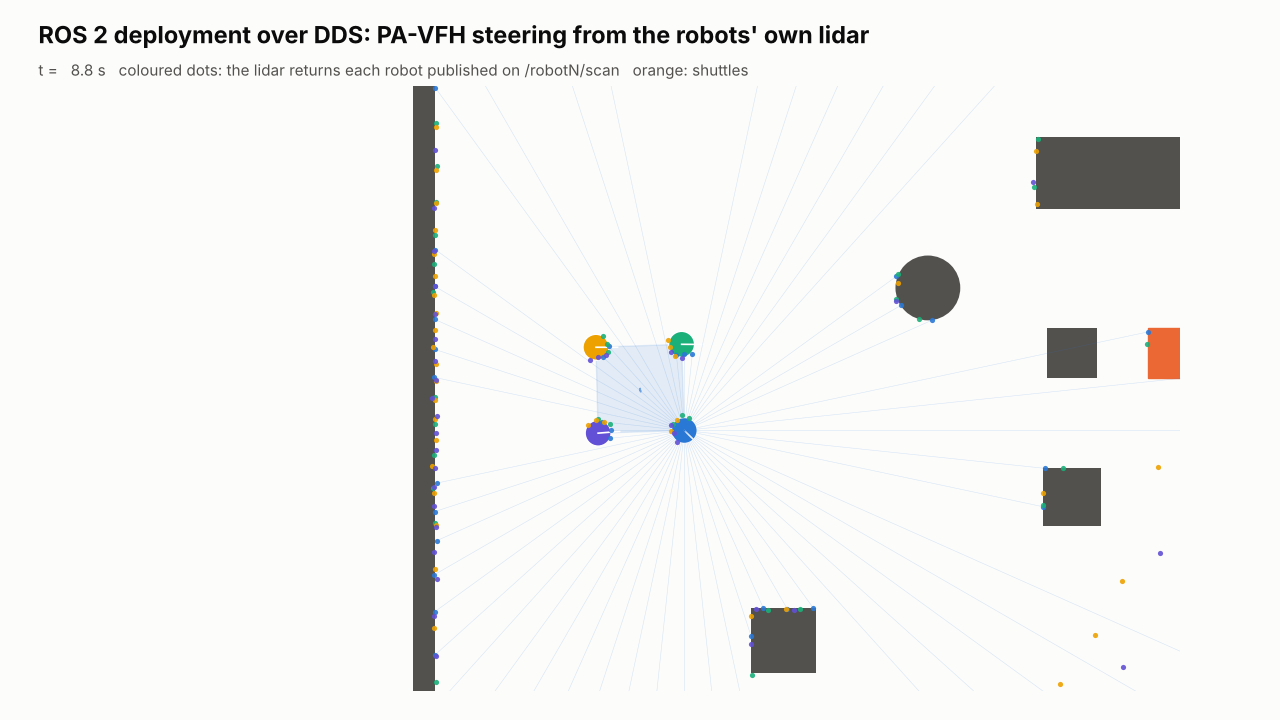 ROS 2 deployment over DDS: PA-VFH steering from the robots' own lidar
t = 8.8 s coloured dots: the lidar returns each robot published on /robotN/scan orange: shuttles